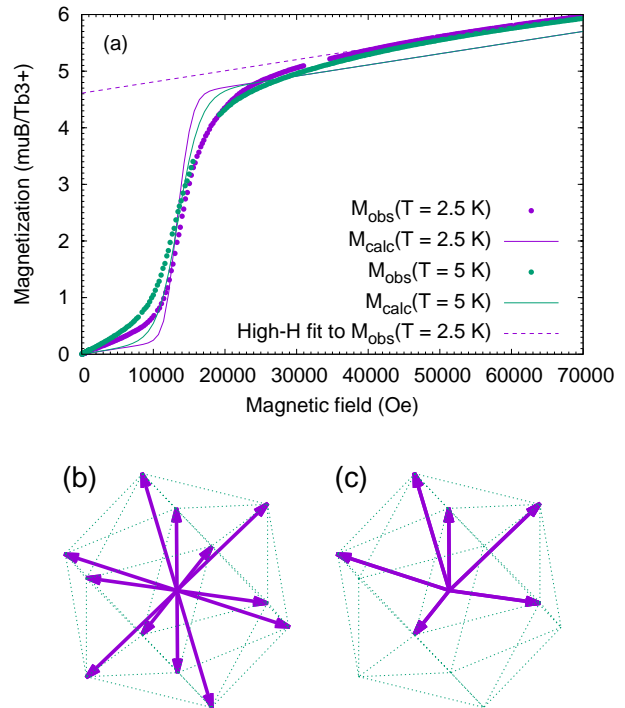 (a)
6
5
4
3
2
1
0
Magnetization (muB/Tb3+)
M_obs(T = 2.5 K)
M_calc(T = 2.5 K)
M_obs(T = 5 K)
M_calc(T = 5 K)
High-H fit to M_obs(T = 2.5 K)
0 10000 20000 30000 40000 50000 60000 70000
Magnetic field (Oe)
(b) (c)